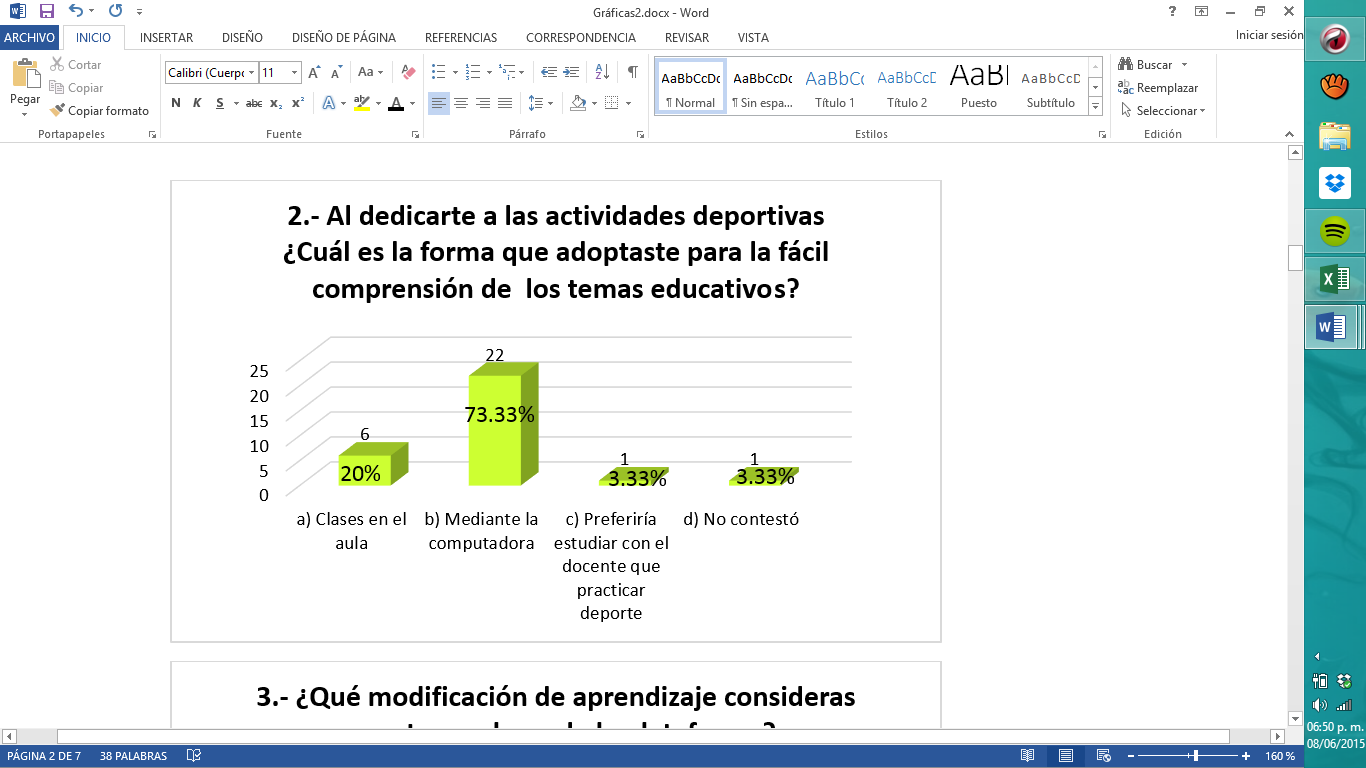 Gráficas2.docx - Word
ARCHIVO INICIO INSERTAR DISEÑO DISEÑO DE PÁGINA REFERENCIAS CORRESPONDENCIA REVISAR VISTA Iniciar sesión
Pegar
Cortar
Copiar
Copiar formato
Portapapeles
Calibri (Cuerpo 11
N K S abc x₂ x²
Fuente
Párrafo
AaBbCcDc AaBbCcDc AaBbCc AaBbCcD AaB AaBbCcD
¶ Normal ¶ Sin espa... Título 1 Título 2 Puesto Subtítulo
Estilos
Buscar
Reemplazar
Seleccionar
Edición
2.- Al dedicarte a las actividades deportivas
¿Cuál es la forma que adoptaste para la fácil
comprensión de los temas educativos?
25
20
15
10
5
0
6
20%
22
73.33%
1
3.33%
1
3.33%
a) Clases en el
aula
b) Mediante la
computadora
c) Preferiría
estudiar con el
docente que
practicar
deporte
d) No contestó
3.- ¿Qué modificación de aprendizaje consideras
PÁGINA 2 DE 7 38 PALABRAS 160 %
06:50 p. m.
08/06/2015